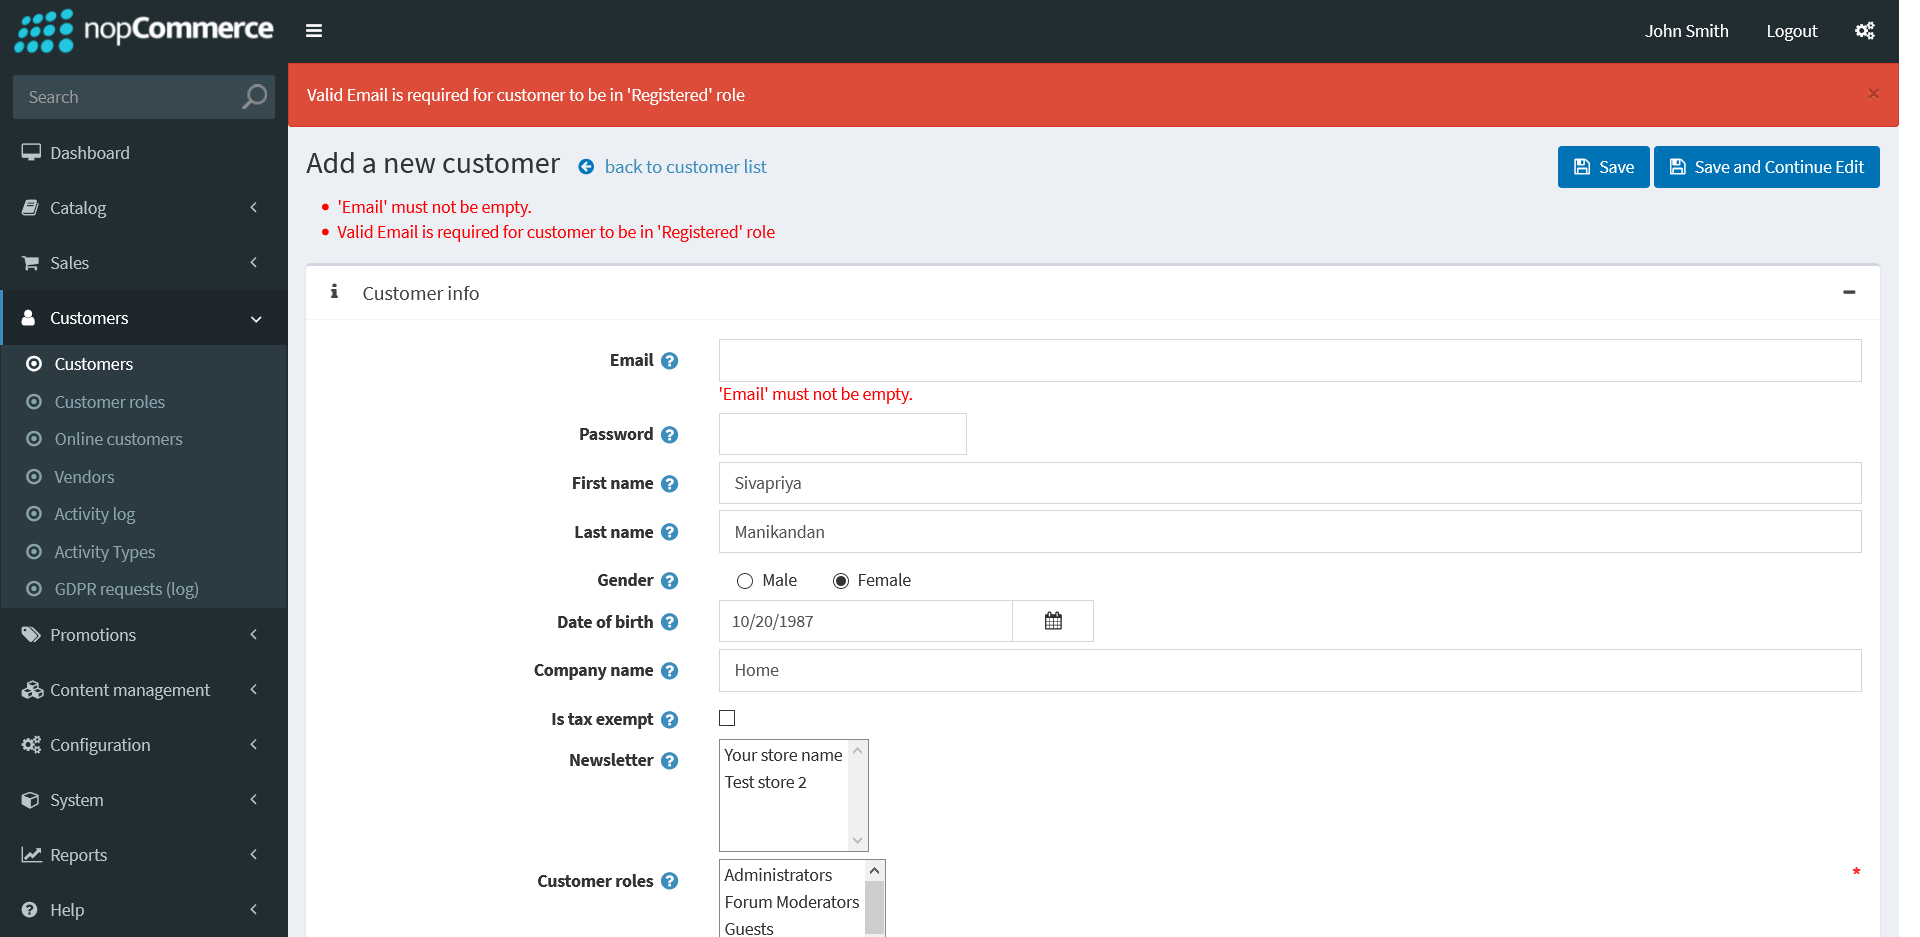 nopCommerce
John Smith
Logout
Search
Valid Email is required for customer to be in 'Registered' role
×
Dashboard
Catalog
Sales
Customers
Customers
Customer roles
Online customers
Vendors
Activity log
Activity Types
GDPR requests (log)
Promotions
Content management
Configuration
System
Reports
Help
Add a new customer
back to customer list
Save
Save and Continue Edit
'Email' must not be empty.
Valid Email is required for customer to be in 'Registered' role
Customer info
Email
'Email' must not be empty.
Password
First name
Sivapriya
Last name
Manikandan
Gender
Male
Female
Date of birth
10/20/1987
Company name
Home
Is tax exempt
Newsletter
Your store name
Test store 2
Customer roles
Administrators
Forum Moderators
Guests
*